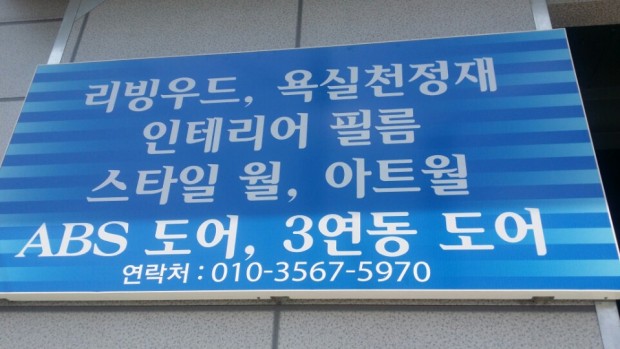 리빙우드, 욕실천정재
인테리어 필름
스타일 월, 아트월
ABS 도어, 3연동 도어
연락처 : 010-3567-5970